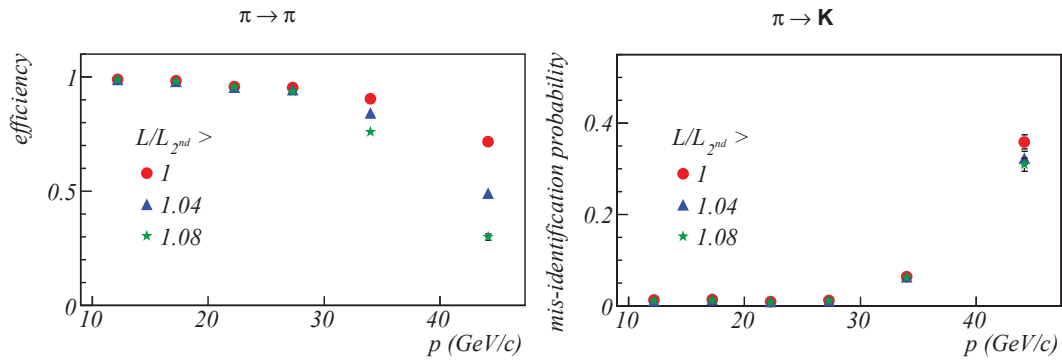 π → π
efficiency
1
0.5
0
L/L2nd >
1
1.04
1.08
10 20 30 40
p (GeV/c)
π → K
mis-identification probability
0.4
0.2
0
L/L2nd >
1
1.04
1.08
10 20 30 40
p (GeV/c)